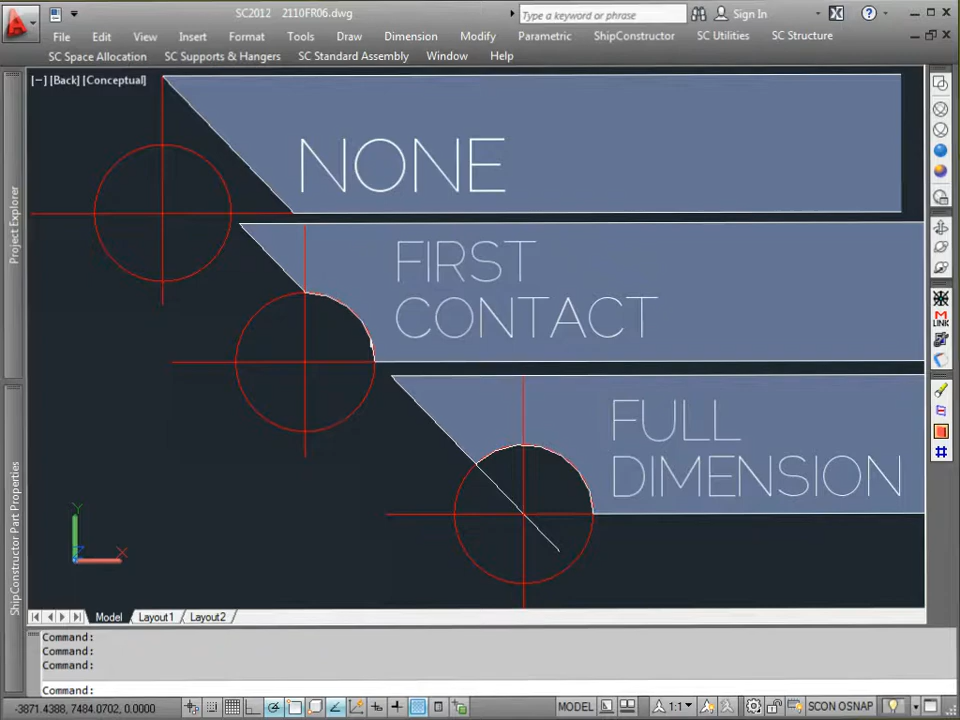 SC2012 2110FR06.dwg
Type a keyword or phrase
Sign In
File Edit View Insert Format Tools Draw Dimension Modify Parametric ShipConstructor SC Utilities SC Structure
SC Space Allocation SC Supports & Hangers SC Standard Assembly Window Help
[−] [Back] [Conceptual]
Project Explorer
ShipConstructor Part Properties
NONE
FIRST
CONTACT
FULL
DIMENSION
M
LINK
Y
X
Model Layout1 Layout2
Command:
Command:
Command:
Command:
-3871.4388, 7484.0702, 0.0000
MODEL
1:1
SCON OSNAP